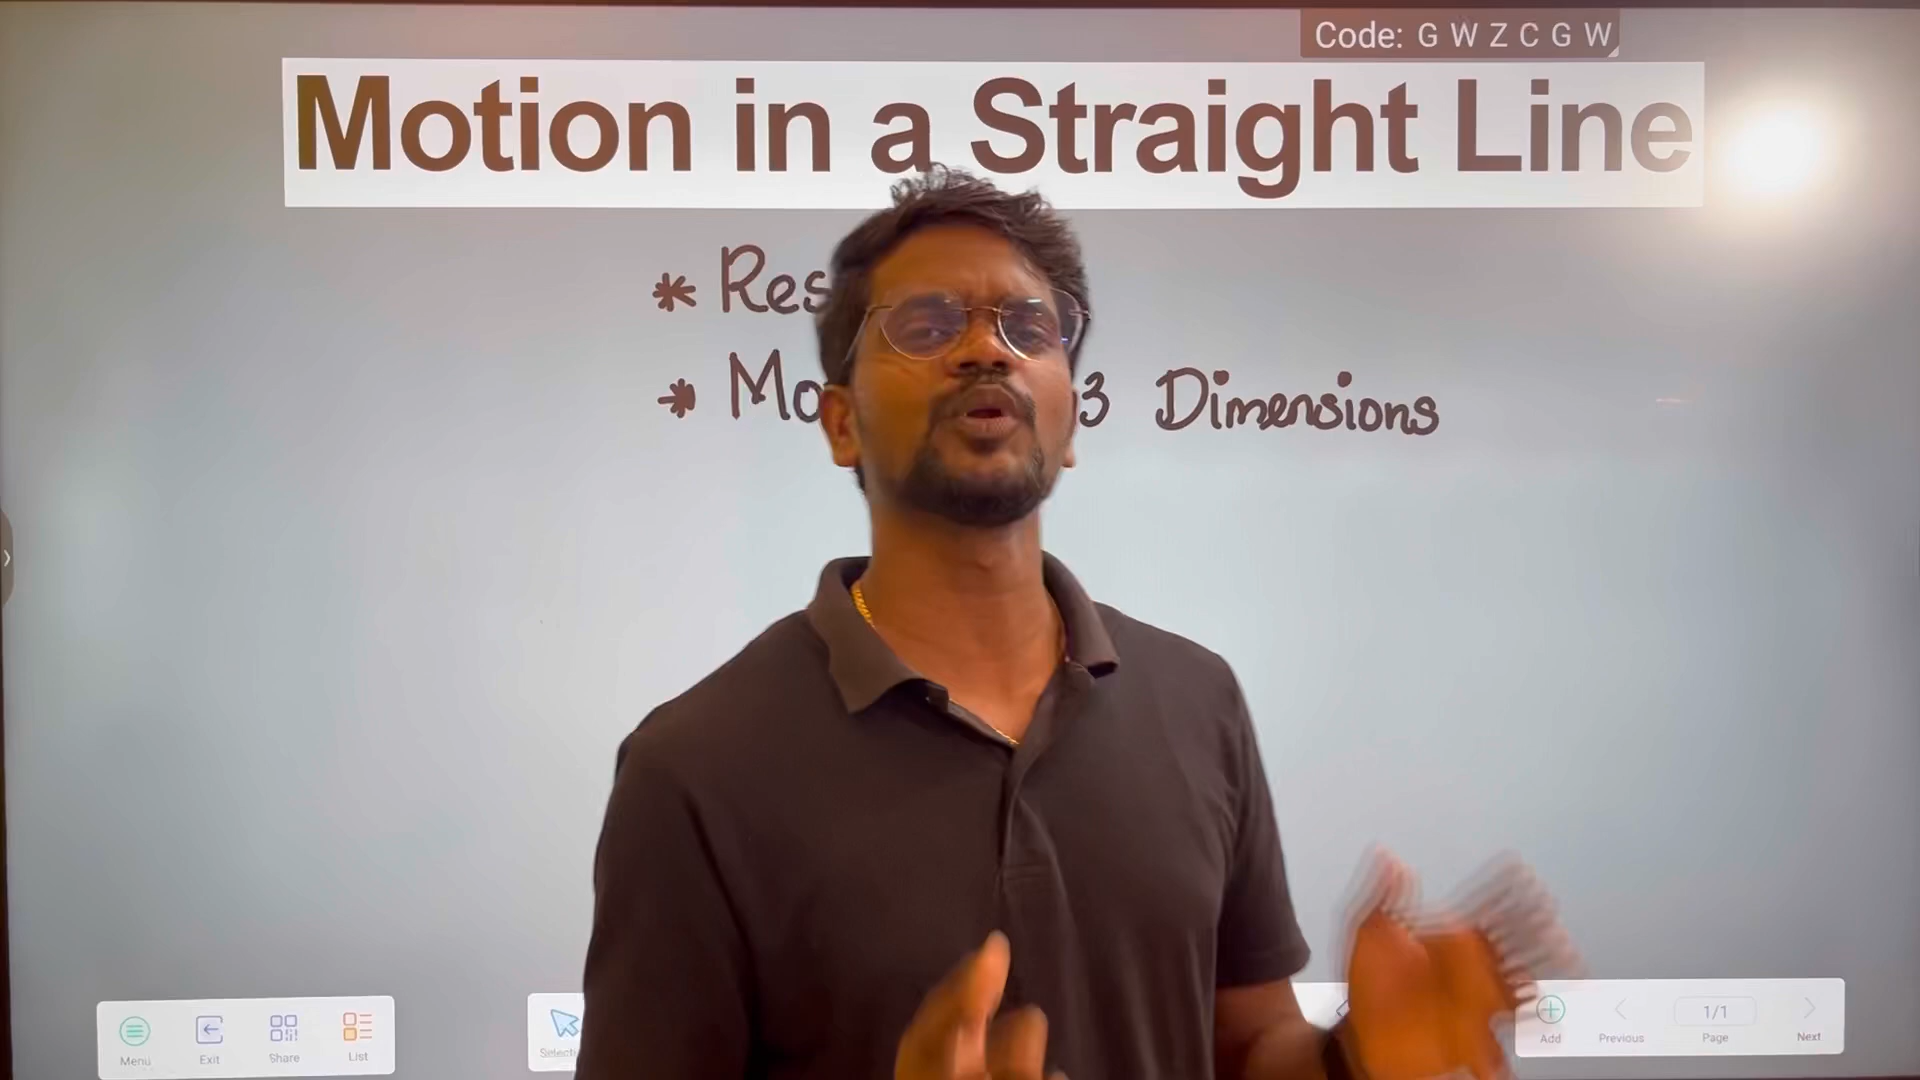 Code: G W Z C G W
Motion in a Straight Line
* Res
* Mo 3 Dimensions
Menu Exit Share List Add Previous 1/1 Page Next